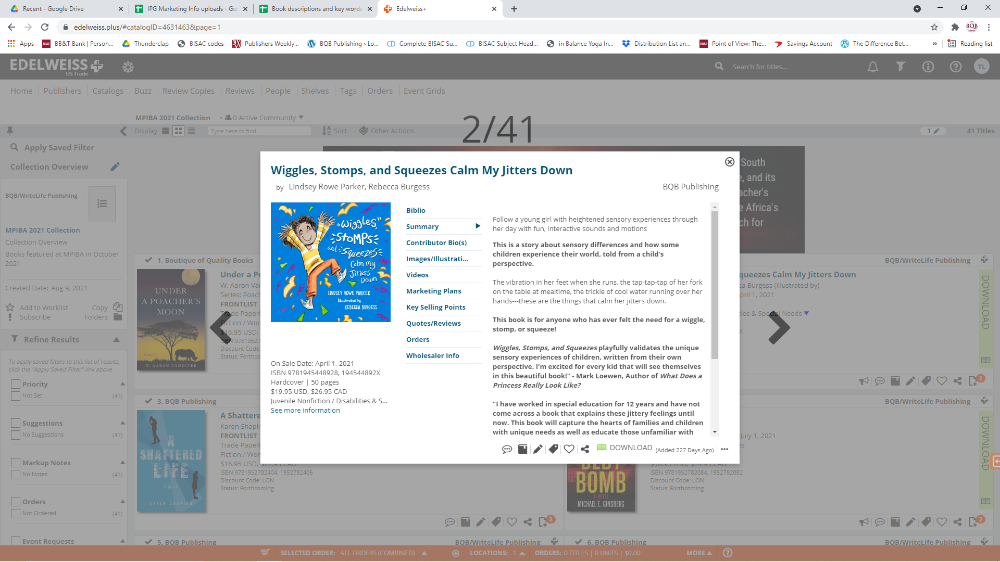 Recent - Google Drive
IPG Marketing Info uploads - Goo
Book descriptions and key words
Edelweiss+
edelweiss.plus/#catalogID=4631463&page=1
BQB
Apps
BB&T Bank | Person...
Thunderclap
BISAC codes
Publishers Weekly...
BQB Publishing › Lo...
Complete BISAC Su...
BISAC Subject Head...
in Balance Yoga In...
Distribution List an...
Point of View: The...
Savings Account
The Difference Bet...
»
Reading list
EDELWEISS
US Trade
Search for titles...
TL
Home
Publishers
Catalogs
Buzz
Review Copies
Reviews
People
Shelves
Tags
Orders
Event Grids
MPIBA 2021 Collection
• 0 Active Community
2/41
Display
Type here to find...
Sort
Other Actions
1
41 Titles
Apply Saved Filter
Collection Overview
BQB/WriteLife Publishing
MPIBA 2021 Collection
Collection Overview
Books featured at MPIBA in October
2021
Created Date: Aug 9, 2021
Add to Worklist
Copy
Subscribe
Folders
Refine Results
To apply saved filters to this list of results,
click the "Apply Saved Filter" link above
Priority
Not Set
(41)
Suggestions
No Suggestions
(41)
Markup Notes
No Notes
(41)
Orders
Not Ordered
(41)
Event Requests
South
e, and its
acher's
e Africa's
ch for
1. Boutique of Quality Books
UNDER
A POACHER'S
MOON
W. AARON VANDIVER
Under a Po
W. Aaron Van
Series: Poach
FRONTLIST
Trade Paperb
Fiction / Wor
$16.95 USD,
ISBN 9781952
Discount Code:
Status: Forthco
BQB/WriteLife Publishing
queezes Calm My Jitters Down
ca Burgess (Illustrated by)
pril 1, 2021
ties & Special Needs
X
DOWNLOAD
2
Wiggles, Stomps, and Squeezes Calm My Jitters Down
by Lindsey Rowe Parker, Rebecca Burgess
BQB Publishing
"Wiggles,
STOMPS
and Squeezes
Calm my
Jitters
Down
LINDSEY ROWE PARKER
Illustrated by
REBECCA BURGESS
On Sale Date: April 1, 2021
ISBN 9781945448928, 194544892X
Hardcover | 50 pages
$19.95 USD, $26.95 CAD
Juvenile Nonfiction / Disabilities & S...
See more information
Biblio
Summary
Contributor Bio(s)
Images/Illustrati...
Videos
Marketing Plans
Key Selling Points
Quotes/Reviews
Orders
Wholesaler Info
Follow a young girl with heightened sensory experiences through
her day with fun, interactive sounds and motions
This is a story about sensory differences and how some
children experience their world, told from a child's
perspective.
The vibration in her feet when she runs, the tap-tap-tap of her fork
on the table at mealtime, the trickle of cool water running over her
hands---these are the things that calm her jitters down.
This book is for anyone who has ever felt the need for a wiggle,
stomp, or squeeze!
Wiggles, Stomps, and Squeezes playfully validates the unique
sensory experiences of children, written from their own
perspective. I'm excited for every kid that will see themselves
in this beautiful book!" - Mark Loewen, Author of What Does a
Princess Really Look Like?
"I have worked in special education for 12 years and have not
come across a book that explains these jittery feelings until
now. This book will capture the hearts of families and children
with unique needs as well as educate those unfamiliar with
DOWNLOAD
(Added 227 Days Ago)
3. BQB Publishing
A SHATTERED
LIFE
A Novel
KAREN SHAPIRO
A Shattere
Karen Shapir
FRONTLIST
Trade Paperb
Fiction / Wom
$16.95 USD, $22.95 CAD
ISBN 9781952782404, 1952782406
Discount Code: LON
Status: Forthcoming
2
BQB/WriteLife Publishing
DEBT
BOMB
A NOVEL
MICHAEL E. GINSBERG
July 1, 2021
es
$18.95 USD, $24.95 CAD
ISBN 9781952782084, 1952782082
Discount Code: LON
Status: Forthcoming
DOWNLOAD
2
5. BQB Publishing
BQB/WriteLife Publishing
6. BQB Publishing
BQB/WriteLife Publishing
SELECTED ORDER: ALL ORDERS (COMBINED)
LOCATIONS: 1
ORDERS: 0 TITLES | 0 UNITS | $0.00
MORE